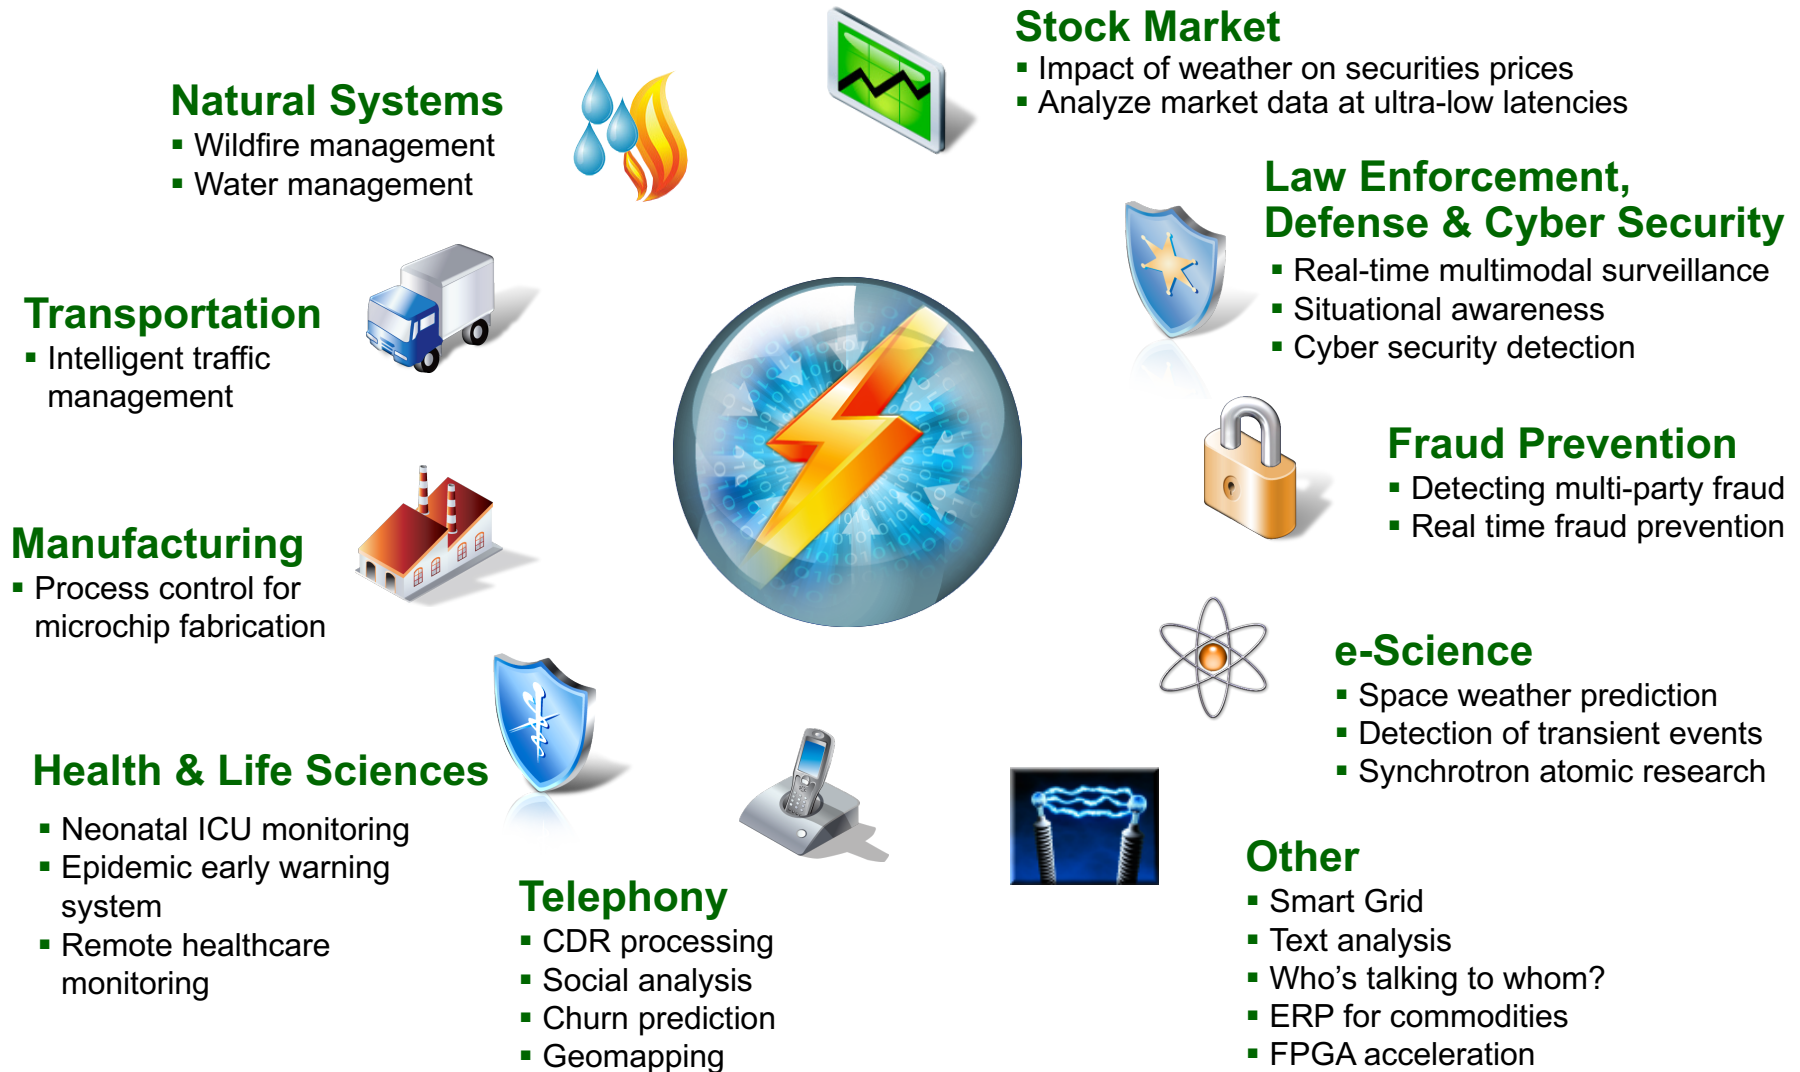 Stock Market
▪ Impact of weather on securities prices
▪ Analyze market data at ultra-low latencies
Natural Systems
▪ Wildfire management
▪ Water management
Law Enforcement,
Defense & Cyber Security
▪ Real-time multimodal surveillance
▪ Situational awareness
▪ Cyber security detection
Transportation
▪ Intelligent traffic
management
Fraud Prevention
▪ Detecting multi-party fraud
▪ Real time fraud prevention
Manufacturing
▪ Process control for
microchip fabrication
e-Science
▪ Space weather prediction
▪ Detection of transient events
▪ Synchrotron atomic research
Health & Life Sciences
▪ Neonatal ICU monitoring
▪ Epidemic early warning
system
▪ Remote healthcare
monitoring
Telephony
▪ CDR processing
▪ Social analysis
▪ Churn prediction
▪ Geomapping
Other
▪ Smart Grid
▪ Text analysis
▪ Who’s talking to whom?
▪ ERP for commodities
▪ FPGA acceleration